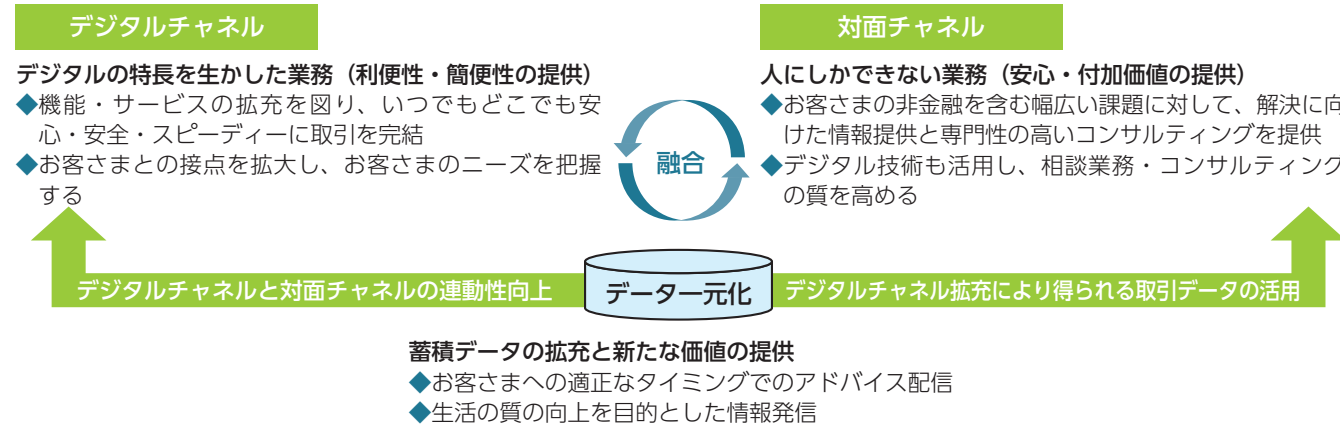 デジタルチャネル
デジタルの特長を生かした業務（利便性・簡便性の提供）
◆機能・サービスの拡充を図り、いつでもどこでも安
心・安全・スピーディーに取引を完結
◆お客さまとの接点を拡大し、お客さまのニーズを把握
する
融合
対面チャネル
人にしかできない業務（安心・付加価値の提供）
◆お客さまの非金融を含む幅広い課題に対して、解決に向
けた情報提供と専門性の高いコンサルティングを提供
◆デジタル技術も活用し、相談業務・コンサルティング
の質を高める
デジタルチャネルと対面チャネルの連動性向上
データ一元化
デジタルチャネル拡充により得られる取引データの活用
蓄積データの拡充と新たな価値の提供
◆お客さまへの適正なタイミングでのアドバイス配信
◆生活の質の向上を目的とした情報発信